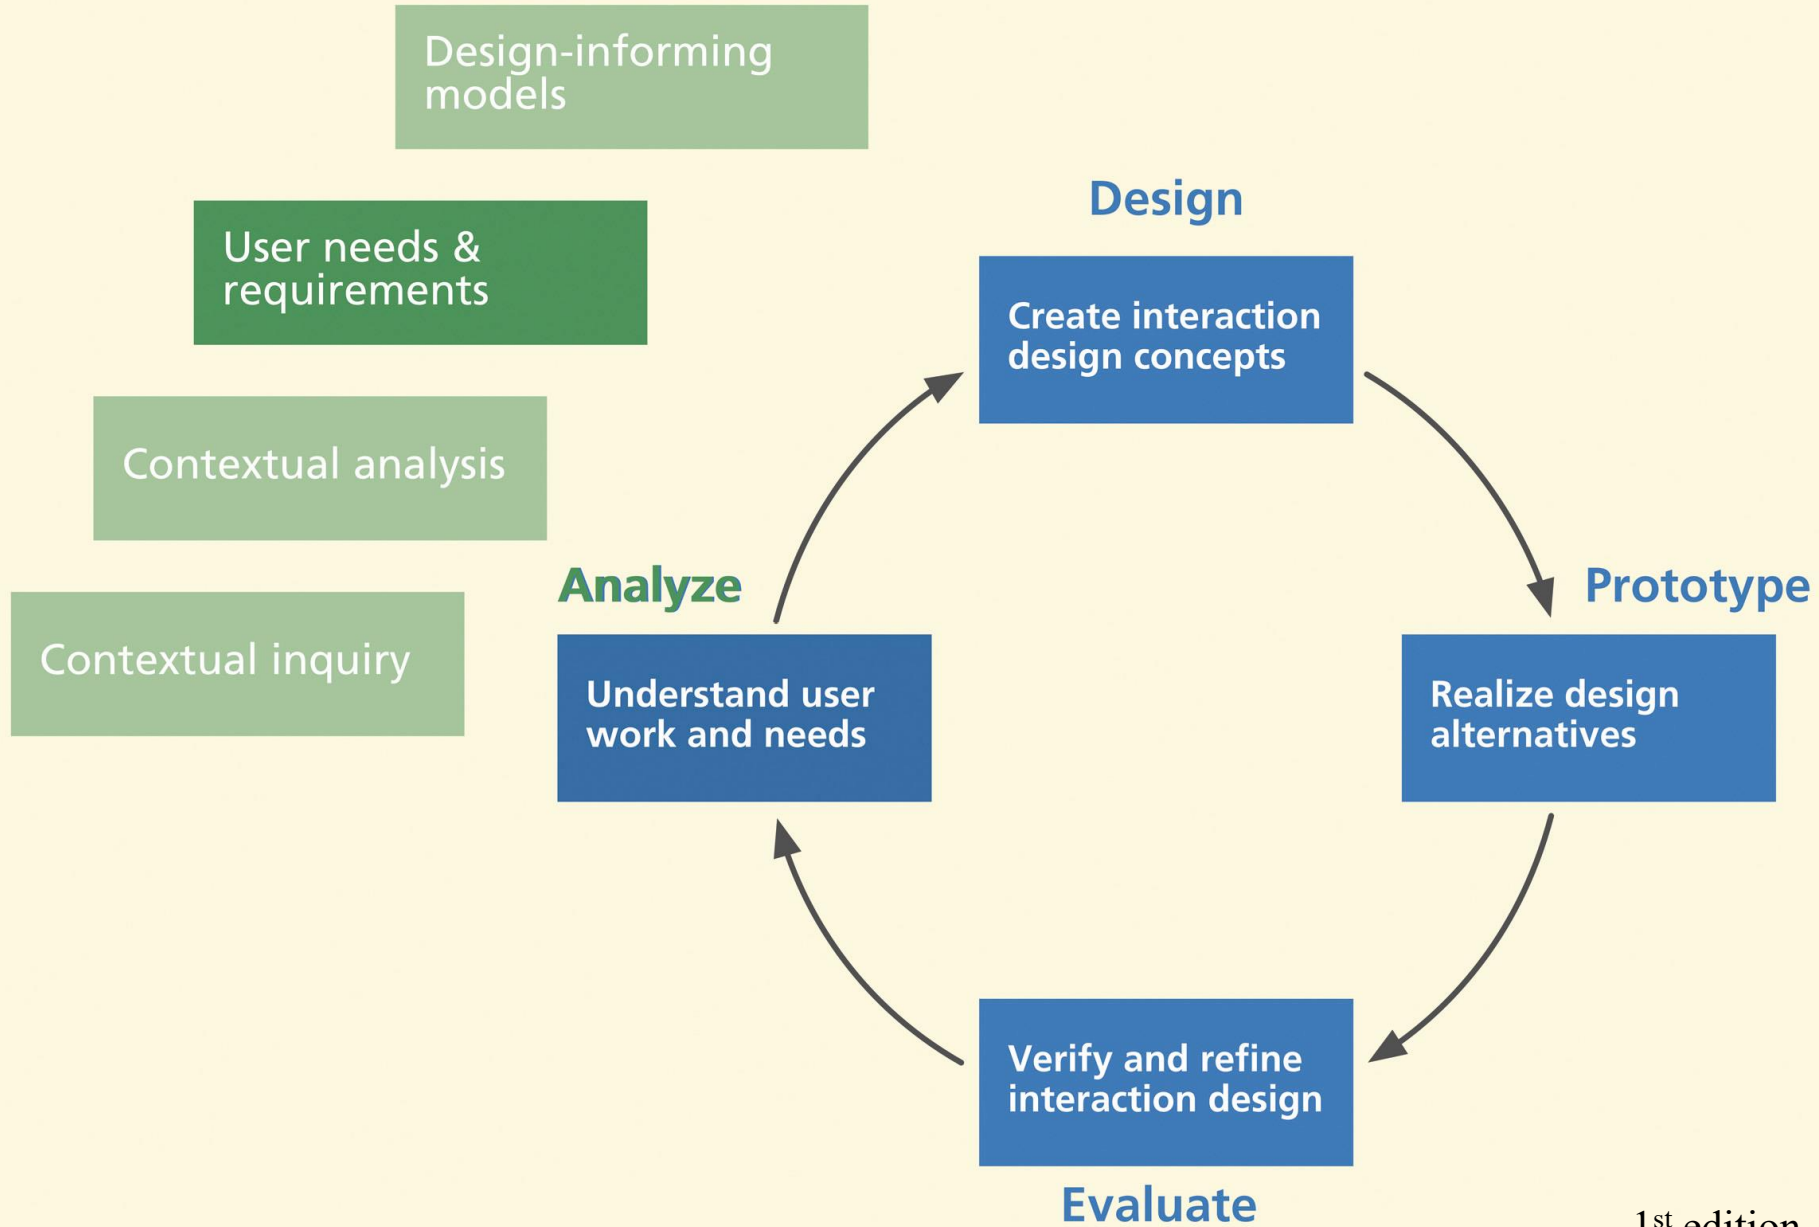 Design-informing
models
User needs &
requirements
Contextual analysis
Contextual inquiry
Analyze
Understand user
work and needs
Design
Create interaction
design concepts
Prototype
Realize design
alternatives
Verify and refine
interaction design
Evaluate
1st edition